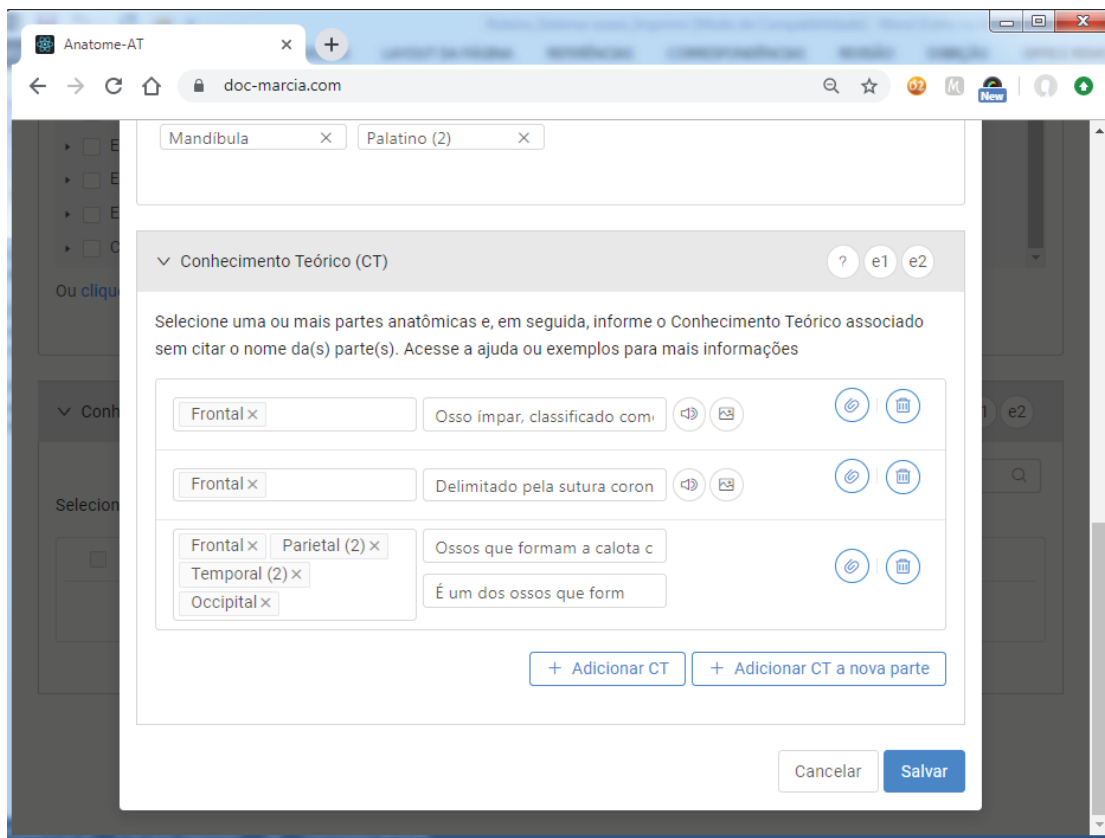 Anatome-AT
doc-marcia.com
New
Mandíbula
Palatino (2)
E
E
E
C
Ou clique
Conhecimento Teórico (CT)
? e1 e2
Selecione uma ou mais partes anatômicas e, em seguida, informe o Conhecimento Teórico associado
sem citar o nome da(s) parte(s). Acesse a ajuda ou exemplos para mais informações
Conh
1 e2
Selecion
Frontal
Osso ímpar, classificado com
Frontal
Delimitado pela sutura coron
Frontal Parietal (2)
Temporal (2)
Occipital
Ossos que formam a calota c
É um dos ossos que form
+ Adicionar CT
+ Adicionar CT a nova parte
Cancelar
Salvar